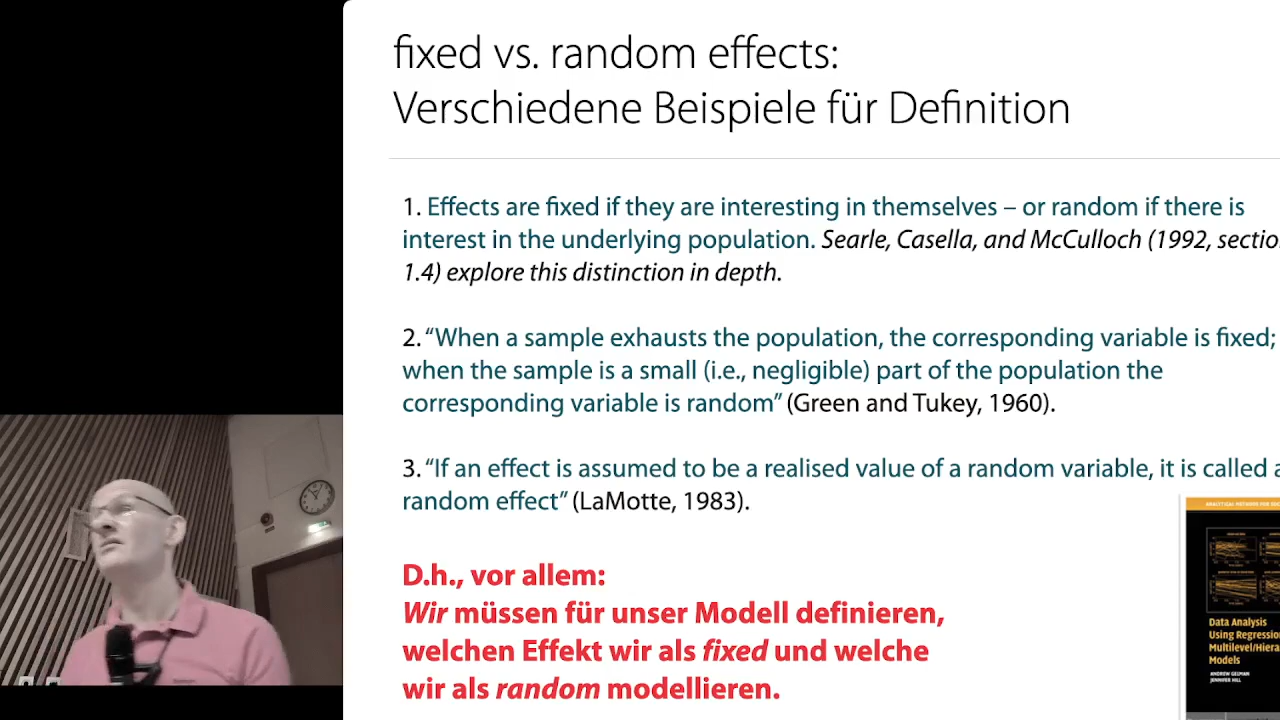 fixed vs. random effects:
Verschiedene Beispiele für Definition
1. Effects are fixed if they are interesting in themselves – or random if there is
interest in the underlying population. Searle, Casella, and McCulloch (1992, sectio
1.4) explore this distinction in depth.
2. “When a sample exhausts the population, the corresponding variable is fixed;
when the sample is a small (i.e., negligible) part of the population the
corresponding variable is random” (Green and Tukey, 1960).
3. “If an effect is assumed to be a realised value of a random variable, it is called a
random effect” (LaMotte, 1983).
D.h., vor allem:
Wir müssen für unser Modell definieren,
welchen Effekt wir als fixed und welche
wir als random modellieren.
Data Analysis
Using Regressio
Multilevel/Hiera
Models
ANDREW GELMAN
JENNIFER HILL